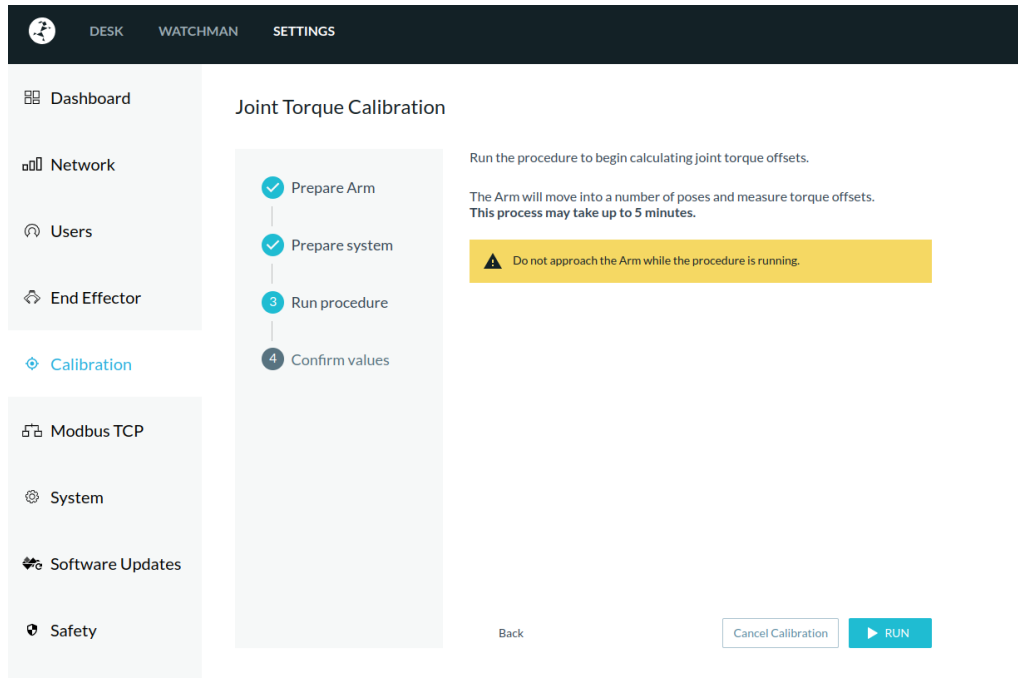 DESK WATCHMAN SETTINGS
Dashboard
Network
Users
End Effector
Calibration
Modbus TCP
System
Software Updates
Safety
Joint Torque Calibration
Prepare Arm
Prepare system
3 Run procedure
4 Confirm values
Run the procedure to begin calculating joint torque offsets.
The Arm will move into a number of poses and measure torque offsets.
This process may take up to 5 minutes.
Do not approach the Arm while the procedure is running.
Back Cancel Calibration RUN